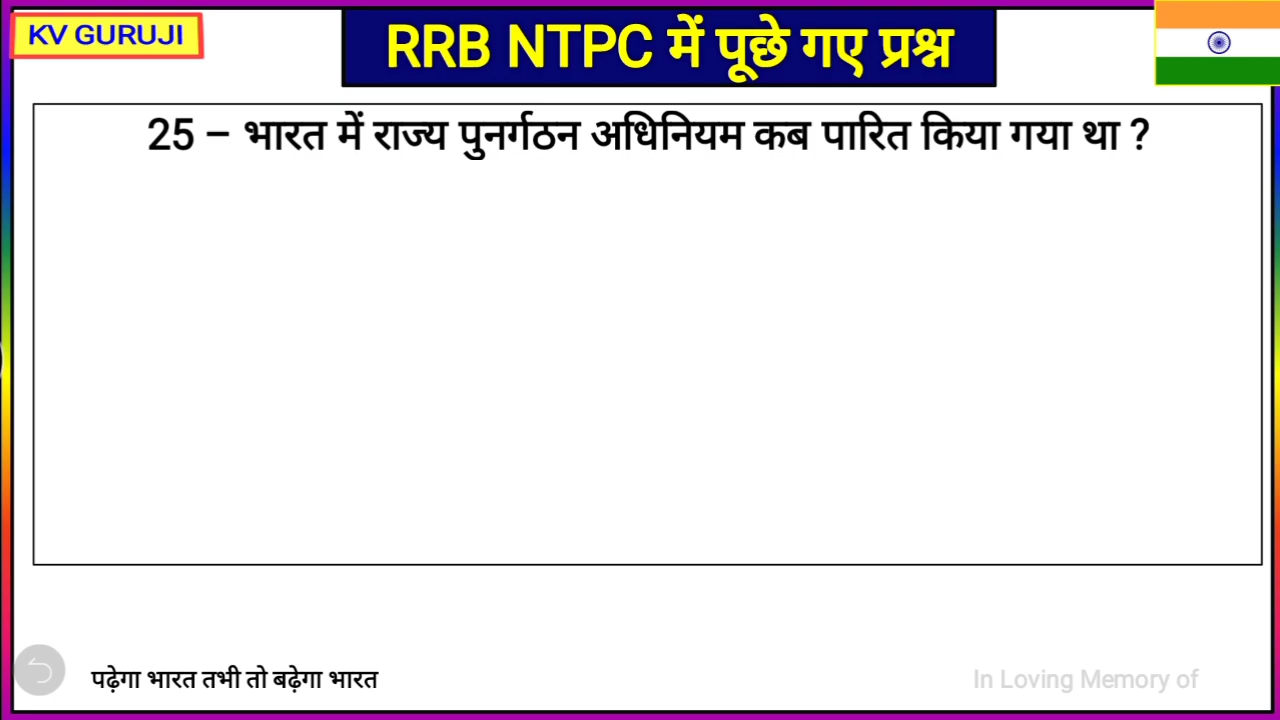 KV GURUJI
RRB NTPC में पूछे गए प्रश्न
25 – भारत में राज्य पुनर्गठन अधिनियम कब पारित किया गया था ?
पढ़ेगा भारत तभी तो बढ़ेगा भारत
In Loving Memory of